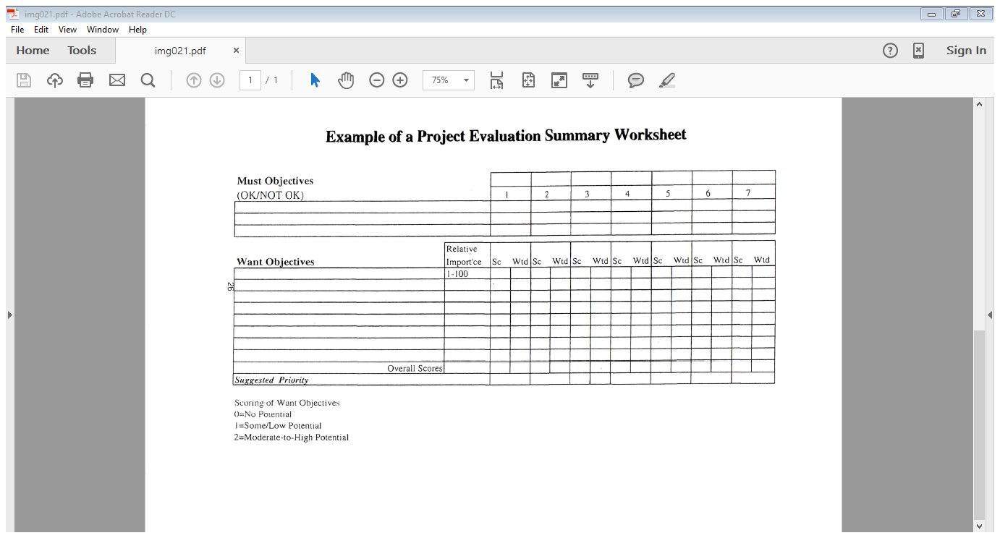 img021.pdf - Adobe Acrobat Reader DC
File Edit View Window Help
Home Tools img021.pdf × ? Sign In
1 / 1 75%
Example of a Project Evaluation Summary Worksheet
Must Objectives
(OK/NOT OK) 1 2 3 4 5 6 7
Relative
Want Objectives Import'ce Sc Wtd Sc Wtd Sc Wtd Sc Wtd Sc Wtd Sc Wtd Sc Wtd
1-100
26
Overall Scores
Suggested Priority
Scoring of Want Objectives
0=No Potential
1=Some/Low Potential
2=Moderate-to-High Potential